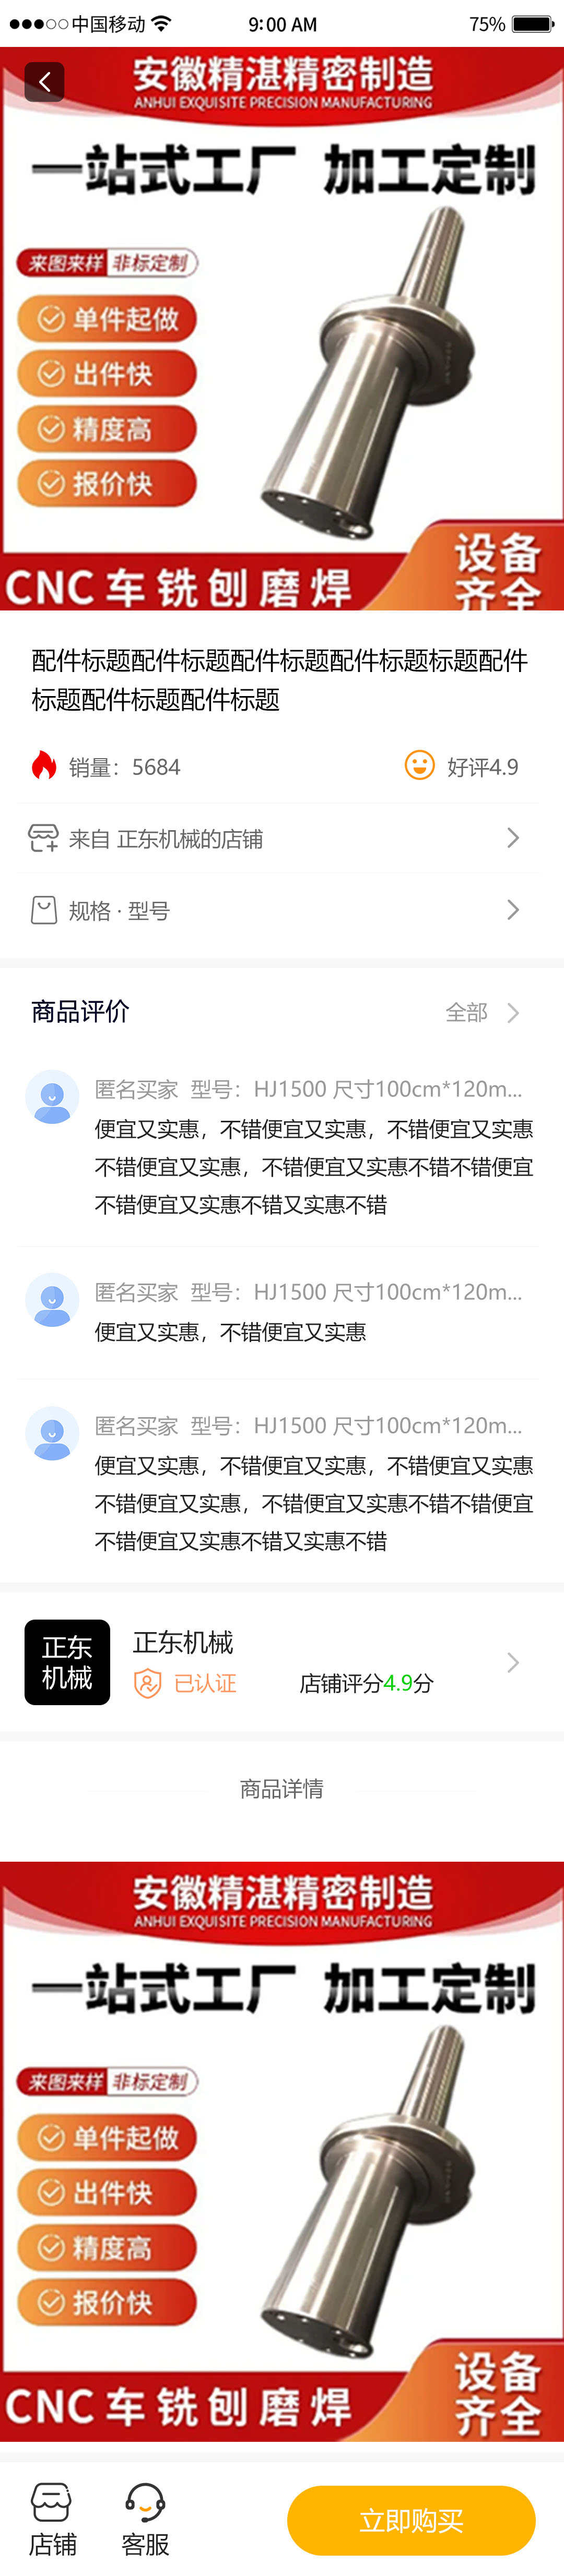 中国移动
9:00 AM
75%
安徽精湛精密制造
ANHUI EXQUISITE PRECISION MANUFACTURING
一站式工厂 加工定制
来图来样 非标定制
单件起做
出件快
精度高
报价快
设备
齐全
CNC 车铣刨磨焊
配件标题配件标题配件标题配件标题标题配件
标题配件标题配件标题
销量：5684
好评4.9
来自 正东机械的店铺
规格 · 型号
商品评价
全部
匿名买家 型号：HJ1500 尺寸100cm*120m...
便宜又实惠，不错便宜又实惠，不错便宜又实惠
不错便宜又实惠，不错便宜又实惠不错不错便宜
不错便宜又实惠不错又实惠不错
匿名买家 型号：HJ1500 尺寸100cm*120m...
便宜又实惠，不错便宜又实惠
匿名买家 型号：HJ1500 尺寸100cm*120m...
便宜又实惠，不错便宜又实惠，不错便宜又实惠
不错便宜又实惠，不错便宜又实惠不错不错便宜
不错便宜又实惠不错又实惠不错
正东
机械
正东机械
已认证
店铺评分4.9分
商品详情
安徽精湛精密制造
ANHUI EXQUISITE PRECISION MANUFACTURING
一站式工厂 加工定制
来图来样 非标定制
单件起做
出件快
精度高
报价快
设备
齐全
CNC 车铣刨磨焊
店铺
客服
立即购买